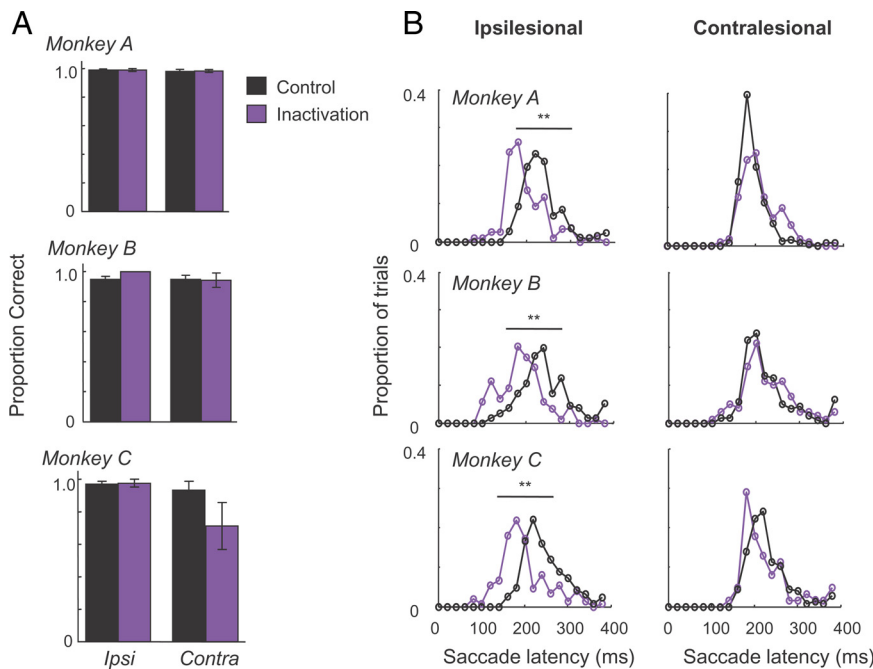 A
B
Ipsilesional
Contralesional
Monkey A
1.0
0
Control
Inactivation
Monkey B
1.0
0
Monkey C
1.0
0
Ipsi
Contra
Proportion Correct
Proportion of trials
0.4
Monkey A
**
0
0.4
Monkey B
**
0
0.4
Monkey C
**
0
0 200 300 400
0 200 300 400
Saccade latency (ms)
Saccade latency (ms)